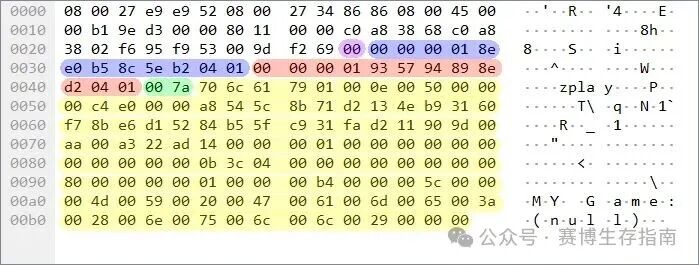 0000 08 00 27 e9 e9 52 08 00 27 34 86 86 08 00 45 00 ··'··R··'4····E·
0010 00 b1 9e d3 00 00 80 11 00 00 c0 a8 38 68 c0 a8 ············8h··
0020 38 02 f6 95 f9 53 00 9d f2 69 00 00 00 00 01 8e 8····S···i······
0030 e0 b5 8c 5e b2 04 01 00 00 00 01 93 57 94 89 8e ···^········W···
0040 d2 04 01 00 7a 70 6c 61 79 01 00 0e 00 50 00 00 ····zplay····P··
0050 00 c4 e0 00 00 a8 54 5c 8b 71 d2 13 4e b9 31 60 ······T\·q··N·1`
0060 f7 8b e6 d1 52 84 b5 5f c9 31 fa d2 11 90 9d 00 ····R··_·1······
0070 aa 00 a3 22 ad 14 00 00 00 01 00 00 00 00 00 00 ···"············
0080 00 00 00 00 0b 3c 04 00 00 00 00 00 00 00 00 00 ·····<··········
0090 80 00 00 00 00 01 00 00 00 b4 00 00 00 5c 00 00 ·············\··
00a0 00 4d 00 59 00 20 00 47 00 61 00 6d 00 65 00 3a ·M·Y· ·G·a·m·e·:
00b0 00 28 00 6e 00 75 00 6c 00 6c 00 29 00 00 00 ·(·n·u·l·l·)···
公众号 · 赛博生存指南